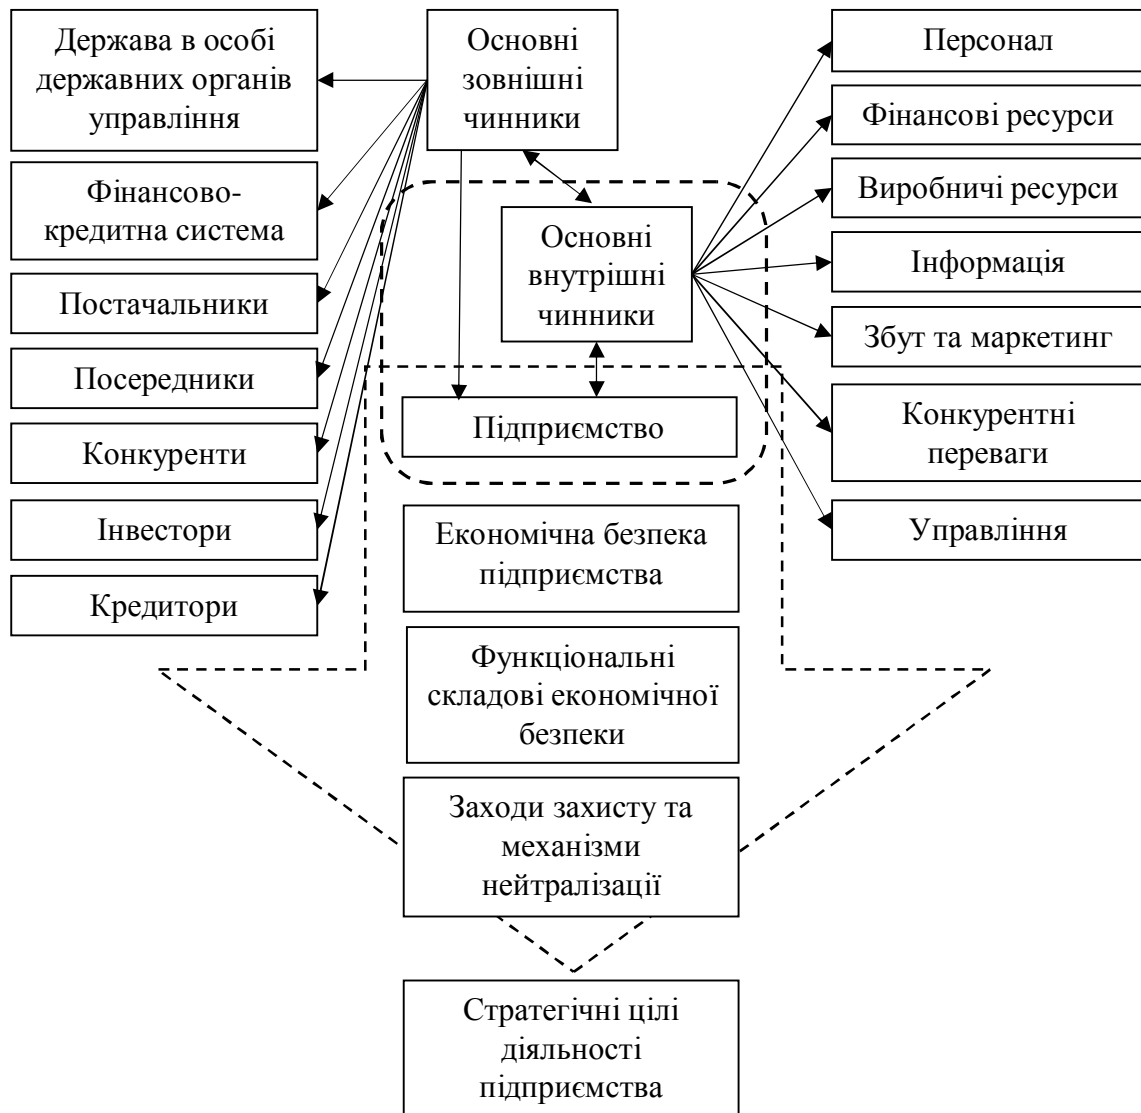 Держава в особі
державних органів
управління
Фінансово-
кредитна система
Постачальники
Посередники
Конкуренти
Інвестори
Кредитори
Основні
зовнішні
чинники
Основні
внутрішні
чинники
Підприємство
Економічна безпека
підприємства
Функціональні
складові економічної
безпеки
Заходи захисту та
механізми
нейтралізації
Стратегічні цілі
діяльності
підприємства
Персонал
Фінансові ресурси
Виробничі ресурси
Інформація
Збут та маркетинг
Конкурентні
переваги
Управління